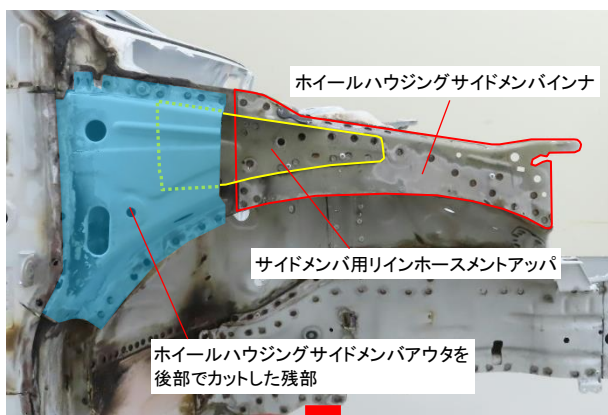 ホイールハウジングサイドメンバインナ
サイドメンバ用リインホースメントアッパ
ホイールハウジングサイドメンバアウタを
後部でカットした残部